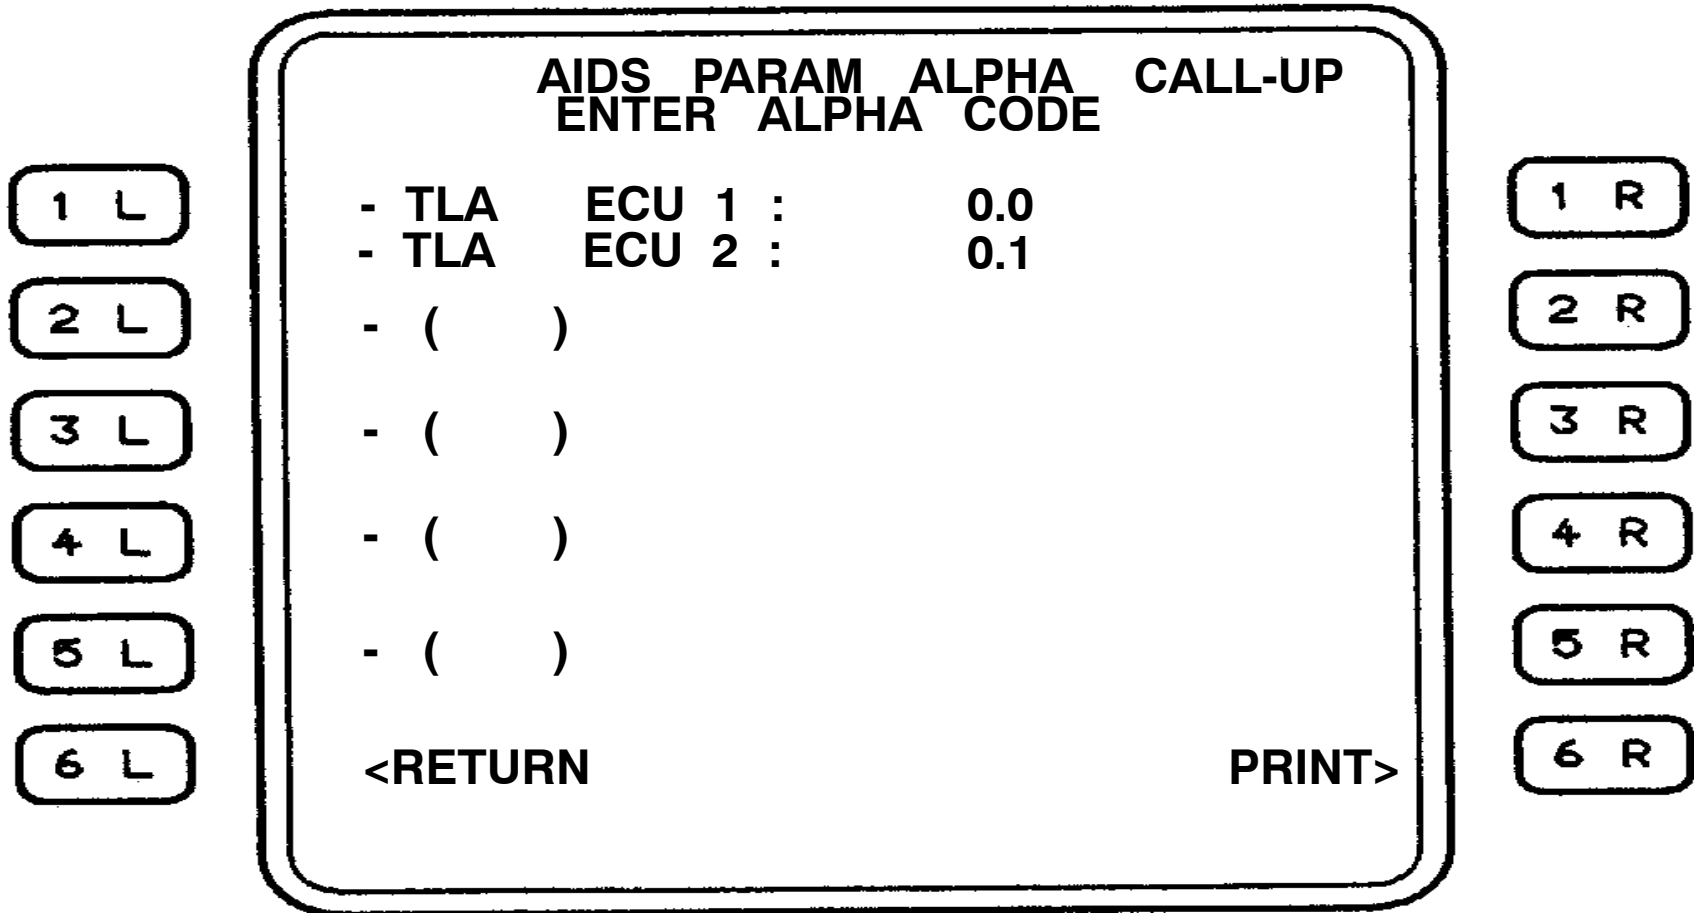 AIDS PARAM ALPHA CALL-UP
ENTER ALPHA CODE
1 L - TLA ECU 1 : 0.0 1 R
- TLA ECU 2 : 0.1
2 L - ( ) 2 R
3 L - ( ) 3 R
4 L - ( ) 4 R
5 L - ( ) 5 R
6 L <RETURN PRINT> 6 R